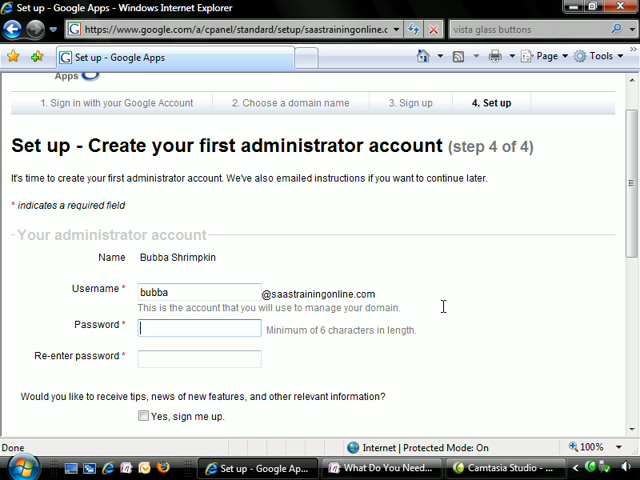 Set up - Google Apps - Windows Internet Explorer
https://www.google.com/a/cpanel/standard/setup/saastrainingonline.c
vista glass buttons
Set up - Google Apps
Page
Tools
Apps
1. Sign in with your Google Account
2. Choose a domain name
3. Sign up
4. Set up
Set up - Create your first administrator account (step 4 of 4)
It's time to create your first administrator account. We've also emailed instructions if you want to continue later.
* indicates a required field
Your administrator account
Name Bubba Shrimpkin
Username * bubba @saastrainingonline.com
This is the account that you will use to manage your domain.
Password * Minimum of 6 characters in length.
Re-enter password *
Would you like to receive tips, news of new features, and other relevant information?
Yes, sign me up.
Done
Internet | Protected Mode: On
100%
Set up - Google Ap...
What Do You Need...
Camtasia Studio - ...